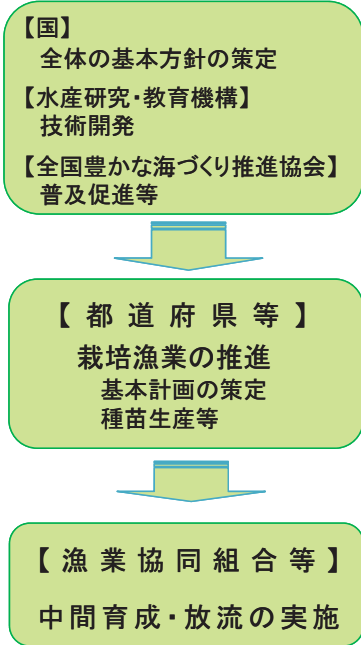 【国】
全体の基本方針の策定
【水産研究・教育機構】
技術開発
【全国豊かな海づくり推進協会】
普及促進等
【都道府県等】
栽培漁業の推進
基本計画の策定
種苗生産等
【漁業協同組合等】
中間育成・放流の実施